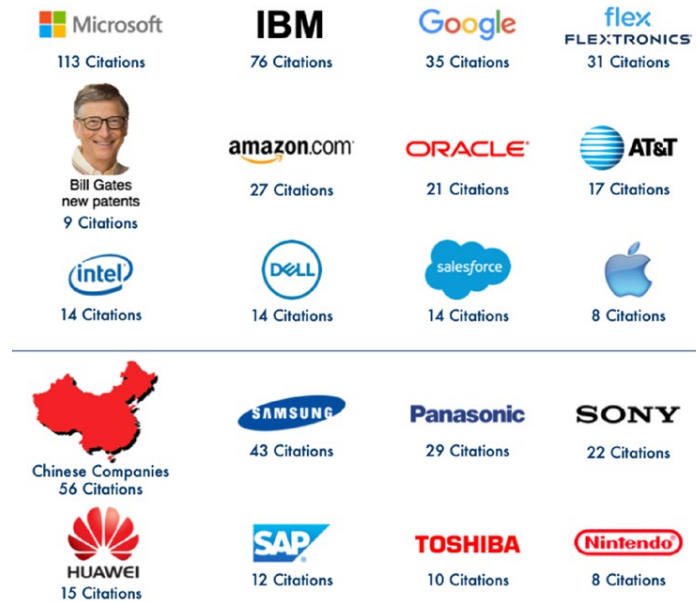 Microsoft
IBM
Google
flex
FLEXTRONICS
113 Citations
76 Citations
35 Citations
31 Citations
amazon.com
ORACLE
AT&T
Bill Gates
new patents
9 Citations
27 Citations
21 Citations
17 Citations
intel
DELL
salesforce
14 Citations
14 Citations
14 Citations
8 Citations
SAMSUNG
Panasonic
SONY
Chinese Companies
56 Citations
43 Citations
29 Citations
22 Citations
HUAWEI
SAP
TOSHIBA
Nintendo
15 Citations
12 Citations
10 Citations
8 Citations